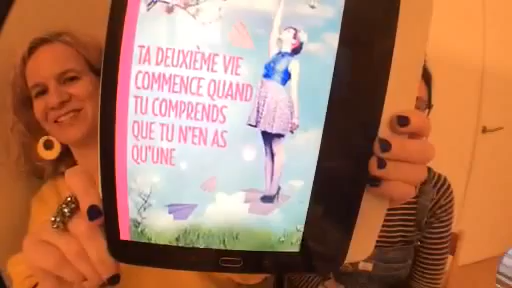 TA DEUXIÈME VIE
COMMENCE QUAND
TU COMPRENDS
QUE TU N'EN AS
QU'UNE